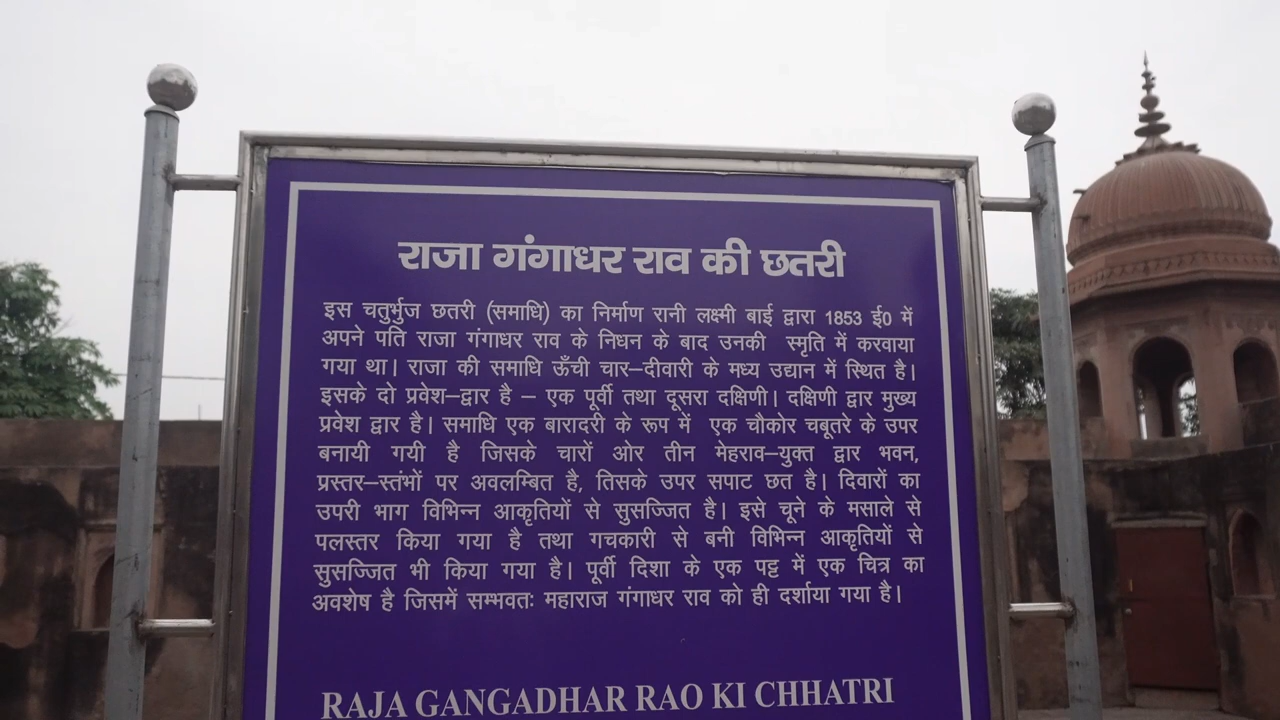 राजा गंगाधर राव की छतरी
इस चतुर्भुज छतरी (समाधि) का निर्माण रानी लक्ष्मी बाई द्वारा 1853 ई0 में
अपने पति राजा गंगाधर राव के निधन के बाद उनकी स्मृति में करवाया
गया था। राजा की समाधि ऊँची चार–दीवारी के मध्य उद्यान में स्थित है।
इसके दो प्रवेश–द्वार है – एक पूर्वी तथा दूसरा दक्षिणी। दक्षिणी द्वार मुख्य
प्रवेश द्वार है। समाधि एक बारादरी के रूप में एक चौकोर चबूतरे के उपर
बनायी गयी है जिसके चारों ओर तीन मेहराव–युक्त द्वार भवन,
प्रस्तर–स्तंभों पर अवलम्बित है, तिसके उपर सपाट छत है। दिवारों का
उपरी भाग विभिन्न आकृतियों से सुसज्जित है। इसे चूने के मसाले से
पलस्तर किया गया है तथा गचकारी से बनी विभिन्न आकृतियों से
सुसज्जित भी किया गया है। पूर्वी दिशा के एक पट्ट में एक चित्र का
अवशेष है जिसमें सम्भवतः महाराज गंगाधर राव को ही दर्शाया गया है।
RAJA GANGADHAR RAO KI CHHATRI